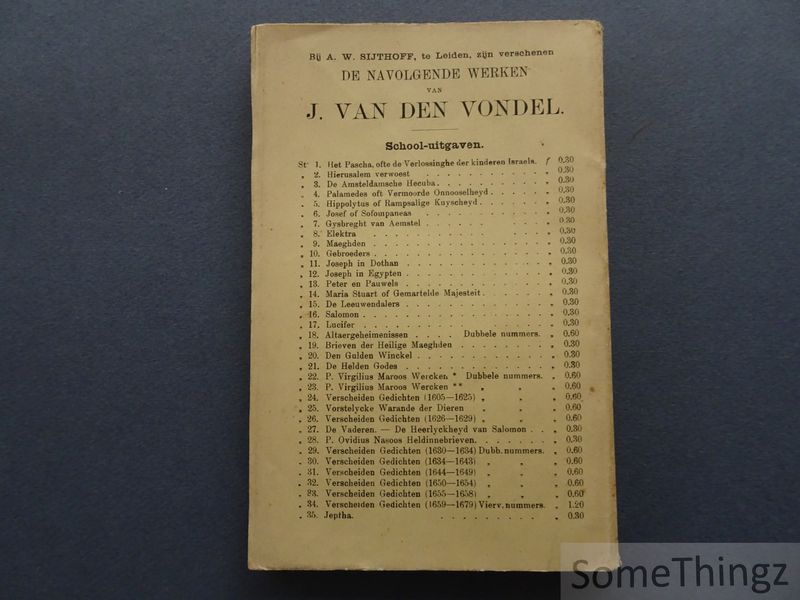 Bij A. W. SIJTHOFF, te Leiden, zijn verschenen
DE NAVOLGENDE WERKEN
VAN
J. VAN DEN VONDEL.
School-uitgaven.
St 1. Het Pascha, ofte de Verlossinghe der kinderen Israels. ƒ 0.30
„ 2. Hierusalem verwoest . . . . . . . . . . „ 0.30
„ 3. De Amsteldamsche Hecuba . . . . . . . . . . „ 0.30
„ 4. Palamedes oft Vermoorde Onnooselheyd . . . . . „ 0.30
„ 5. Hippolytus of Rampsalige Kuyscheyd . . . . . . „ 0.30
„ 6. Josef of Sofompaneas . . . . . . . . . . „ 0.30
„ 7. Gysbreght van Aemstel . . . . . . . . . . „ 0.30
„ 8. Elektra . . . . . . . . . . „ 0.30
„ 9. Maeghden . . . . . . . . . . „ 0.30
„ 10. Gebroeders . . . . . . . . . . „ 0.30
„ 11. Joseph in Dothan . . . . . . . . . . „ 0.30
„ 12. Joseph in Egypten . . . . . . . . . . „ 0.30
„ 13. Peter en Pauwels . . . . . . . . . . „ 0.30
„ 14. Maria Stuart of Gemartelde Majesteit . . . . . . „ 0.30
„ 15. De Leeuwendalers . . . . . . . . . . „ 0.30
„ 16. Salomon . . . . . . . . . . „ 0.30
„ 17. Lucifer . . . . . . . . . . „ 0.30
„ 18. Altaergeheimenissen . . . . Dubbele nummers. „ 0.60
„ 19. Brieven der Heilige Maeghden . . . . . . . . „ 0.30
„ 20. Den Gulden Winckel . . . . . . . . . . „ 0.30
„ 21. De Helden Godes . . . . . . . . . . „ 0.30
„ 22. P. Virgilius Maroos Wercken * Dubbele nummers. „ 0.60
„ 23. P. Virgilius Maroos Wercken ** „ „ „ 0.60
„ 24. Verscheiden Gedichten (1605—1625) „ „ „ 0.60
„ 25. Vorstelycke Warande der Dieren „ „ „ 0.60
„ 26. Verscheiden Gedichten (1626—1629) „ „ „ 0.60
„ 27. De Vaderen. — De Heerlyckheyd van Salomon . . . „ 0.30
„ 28. P. Ovidius Nasoos Heldinnebrieven. . . . . . . . „ 0.30
„ 29. Verscheiden Gedichten (1630—1634) Dubb. nummers. „ 0.60
„ 30. Verscheiden Gedichten (1634—1643) „ „ „ 0.60
„ 31. Verscheiden Gedichten (1644—1649) „ „ „ 0.60
„ 32. Verscheiden Gedichten (1650—1654) „ „ „ 0.60
„ 33. Verscheiden Gedichten (1655—1658) „ „ „ 0.60
„ 34. Verscheiden Gedichten (1659—1679) Vierv. nummers. „ 1.20
„ 35. Jeptha. . . . . . . . . . . „ 0.30
SomeThingz